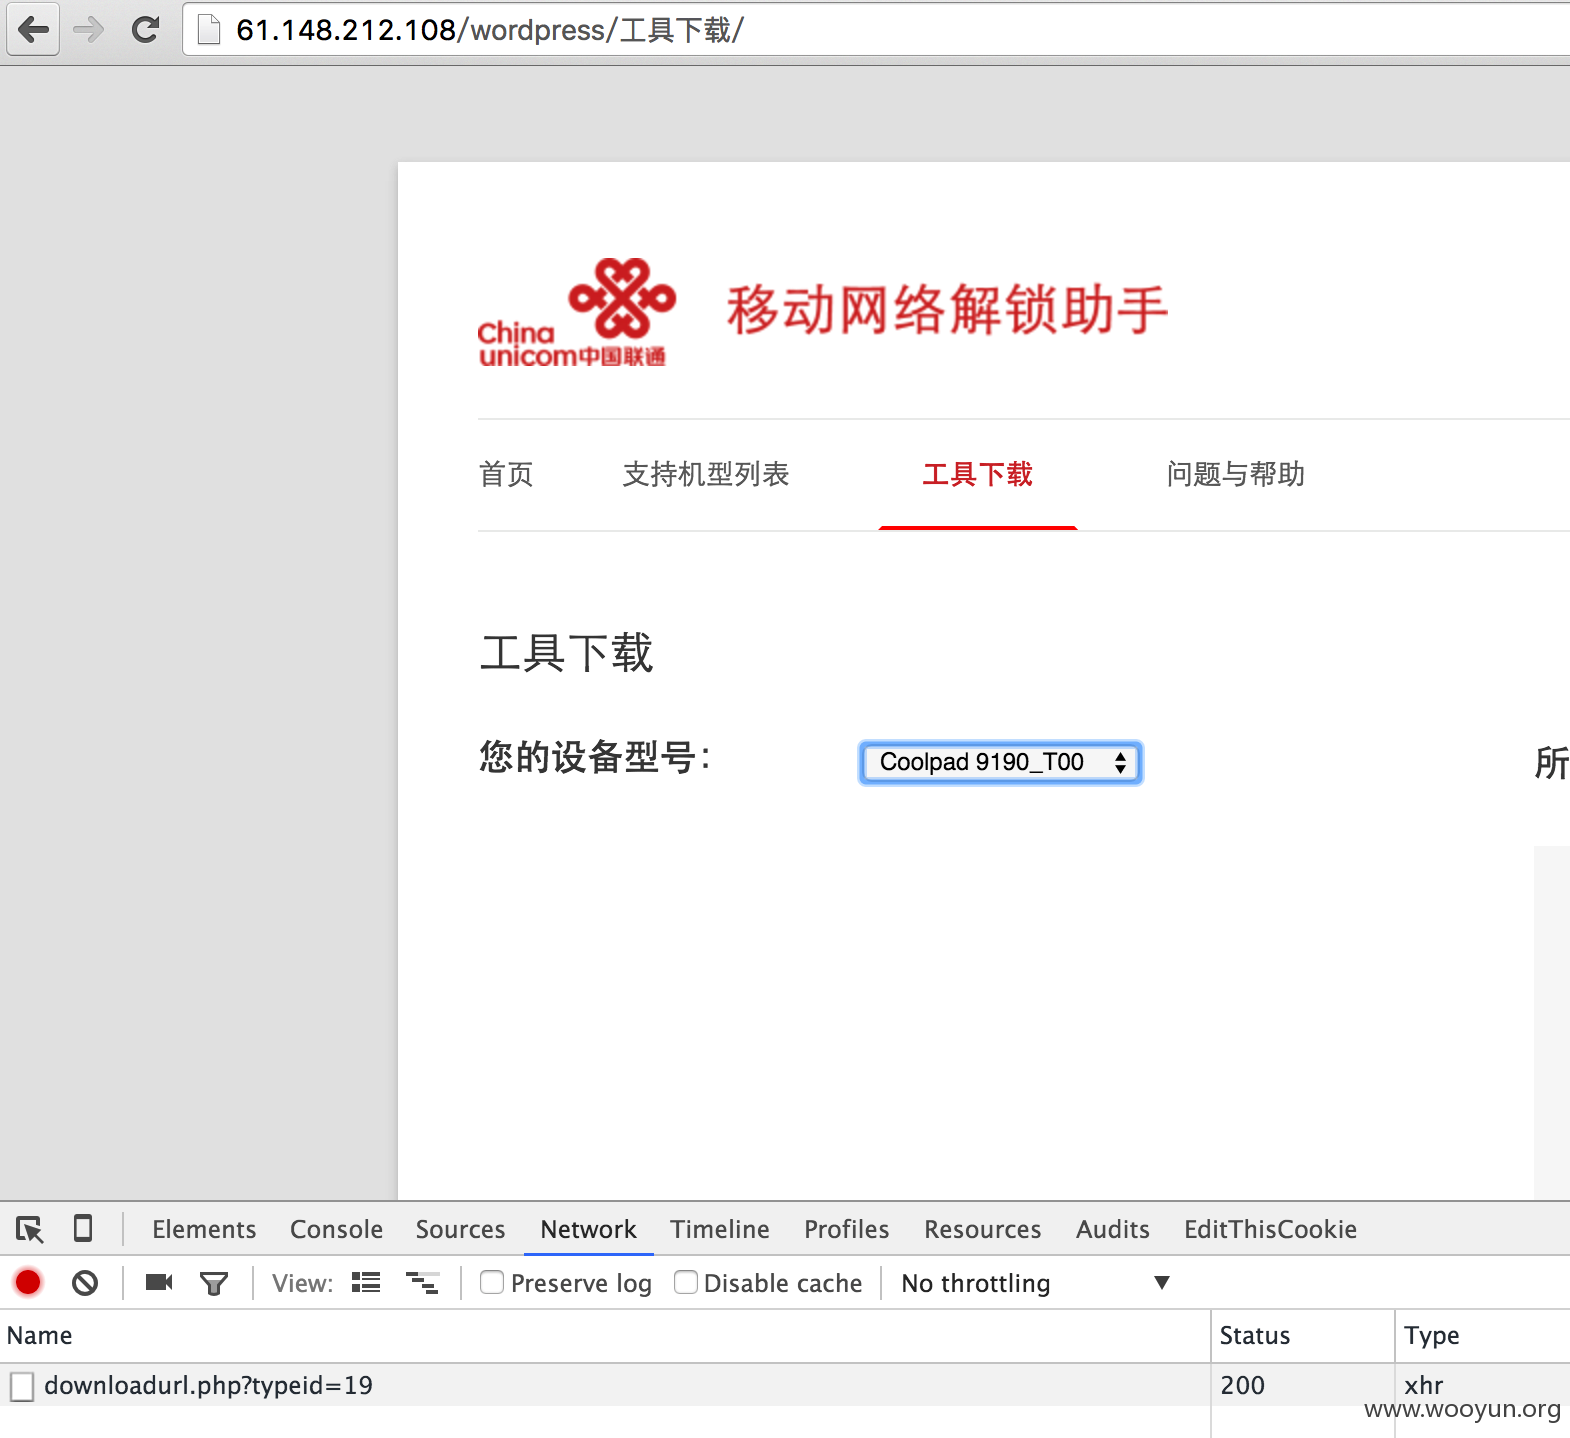 61.148.212.108/wordpress/工具下载/
China
unicom中国联通
移动网络解锁助手
首页 支持机型列表 工具下载 问题与帮助
工具下载
您的设备型号：
Coolpad 9190_T00
所
Elements Console Sources Network Timeline Profiles Resources Audits EditThisCookie
View: Preserve log Disable cache No throttling
Name Status Type
downloadurl.php?typeid=19 200 xhr
www.wooyun.org